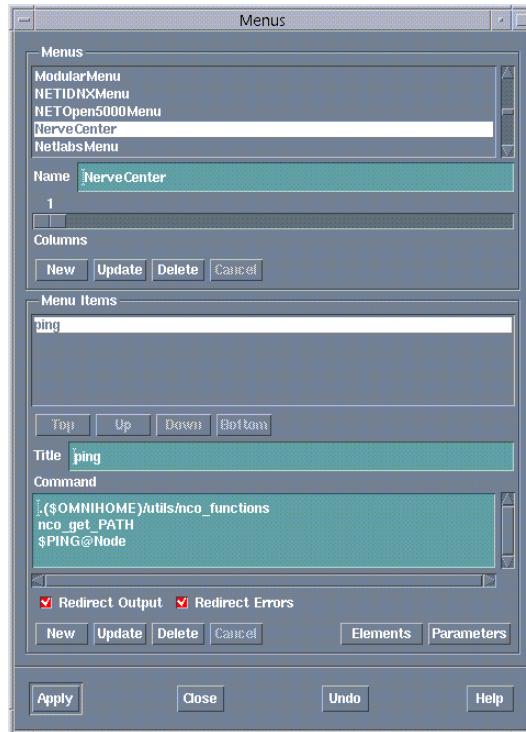 Menus
Menus
ModularMenu
NETIDNXMenu
NETOpen5000Menu
NerveCenter
NetlabsMenu
Name NerveCenter
1
Columns
New Update Delete Cancel
Menu Items
ping
Top Up Down Bottom
Title ping
Command
.($OMNIHOME)/utils/nco_functions
nco_get_PATH
$PING@Node
Redirect Output Redirect Errors
New Update Delete Cancel Elements Parameters
Apply Close Undo Help